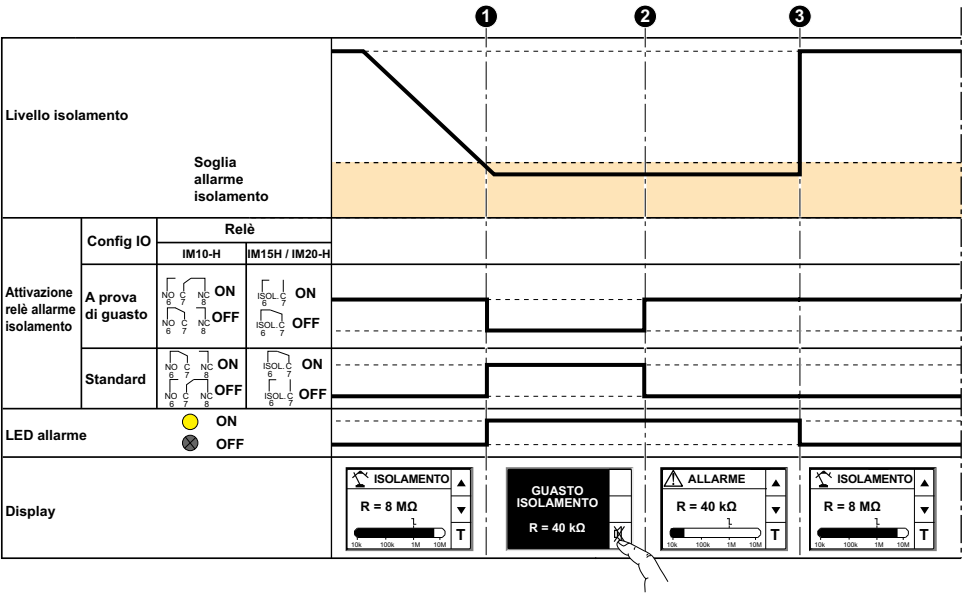 1 2 3
Livello isolamento
Soglia
allarme
isolamento
Attivazione
relè allarme
isolamento
Config IO
Relè
IM10-H
IM15H / IM20-H
A prova
di guasto
NO C NC
6 7 8
ON
NO C NC
6 7 8
OFF
ISOL. C
6 7
ON
ISOL. C
6 7
OFF
Standard
NO C NC
6 7 8
ON
NO C NC
6 7 8
OFF
ISOL. C
6 7
ON
ISOL. C
6 7
OFF
LED allarme
ON
OFF
Display
ISOLAMENTO
R = 8 MΩ
10k 100k 1M 10M
T
GUASTO
ISOLAMENTO
R = 40 kΩ
ALLARME
R = 40 kΩ
10k 100k 1M 10M
T
ISOLAMENTO
R = 8 MΩ
10k 100k 1M 10M
T